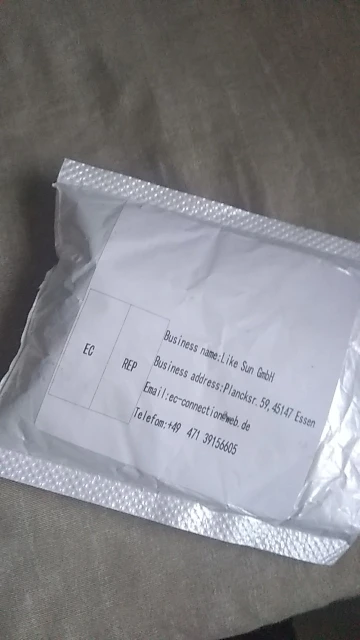 EC
REP
Business name:Like Sun GmbH
Business address:Plancksr.59,45147 Essen
Email:ec-connection@web.de
Telefom:+49 471 39156605